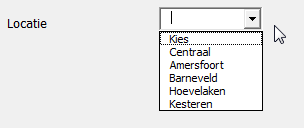 Locatie
Kies
Centraal
Amersfoort
Barneveld
Hoevelaken
Kesteren